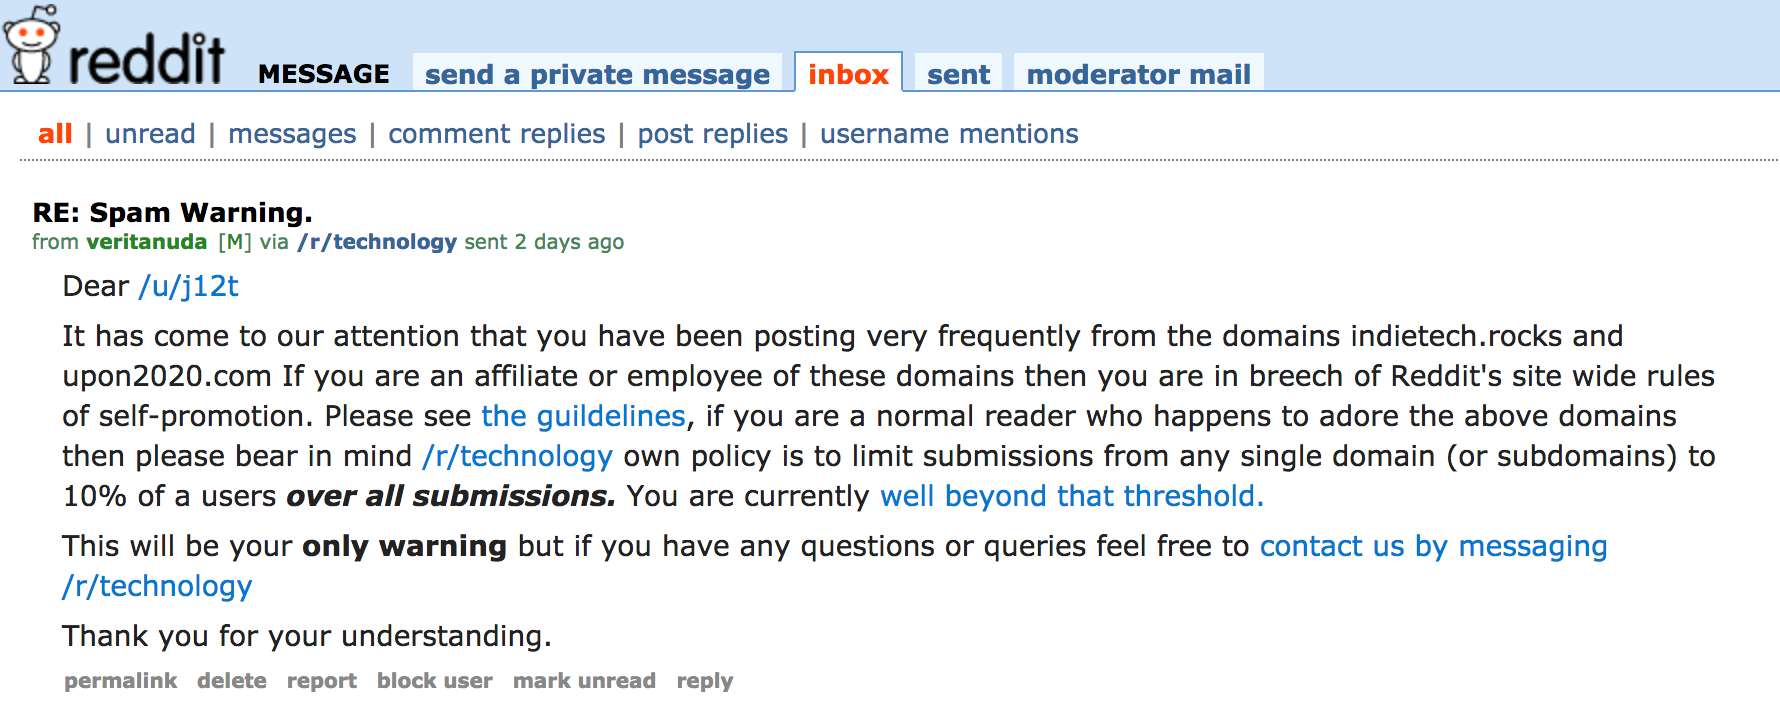 reddit MESSAGE send a private message inbox sent moderator mail
all | unread | messages | comment replies | post replies | username mentions
RE: Spam Warning.
from veritanuda [M] via /r/technology sent 2 days ago
Dear /u/j12t
It has come to our attention that you have been posting very frequently from the domains indietech.rocks and
upon2020.com If you are an affiliate or employee of these domains then you are in breech of Reddit's site wide rules
of self-promotion. Please see the guildelines, if you are a normal reader who happens to adore the above domains
then please bear in mind /r/technology own policy is to limit submissions from any single domain (or subdomains) to
10% of a users over all submissions. You are currently well beyond that threshold.
This will be your only warning but if you have any questions or queries feel free to contact us by messaging
/r/technology
Thank you for your understanding.
permalink delete report block user mark unread reply